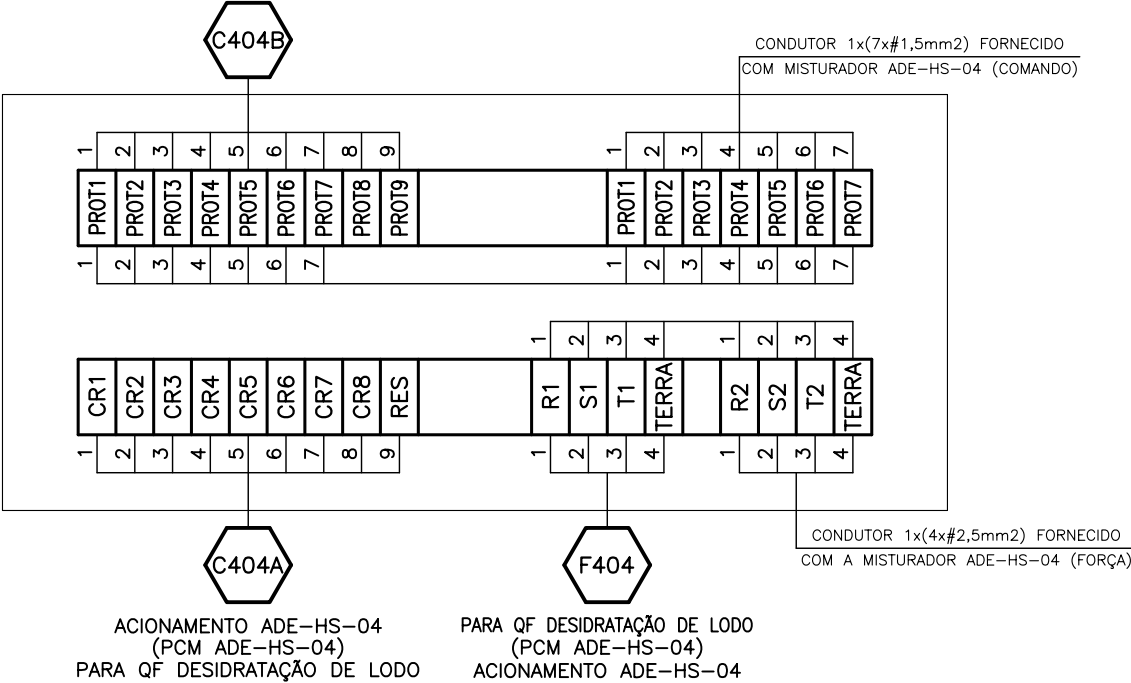 C404B
CONDUTOR 1x(7x#1,5mm2) FORNECIDO
COM MISTURADOR ADE-HS-04 (COMANDO)
1 2 3 4 5 6 7 8 9
1 2 3 4 5 6 7
PROT1 PROT2 PROT3 PROT4 PROT5 PROT6 PROT7 PROT8 PROT9
PROT1 PROT2 PROT3 PROT4 PROT5 PROT6 PROT7
1 2 3 4 5 6 7
1 2 3 4 5 6 7
1 2 3 4
1 2 3 4
CR1 CR2 CR3 CR4 CR5 CR6 CR7 CR8 RES
R1 S1 T1 TERRA
R2 S2 T2 TERRA
1 2 3 4 5 6 7 8 9
1 2 3 4
1 2 3 4
C404A
F404
CONDUTOR 1x(4x#2,5mm2) FORNECIDO
COM A MISTURADOR ADE-HS-04 (FORÇA)
ACIONAMENTO ADE-HS-04
(PCM ADE-HS-04)
PARA QF DESIDRATAÇÃO DE LODO
PARA QF DESIDRATAÇÃO DE LODO
(PCM ADE-HS-04)
ACIONAMENTO ADE-HS-04